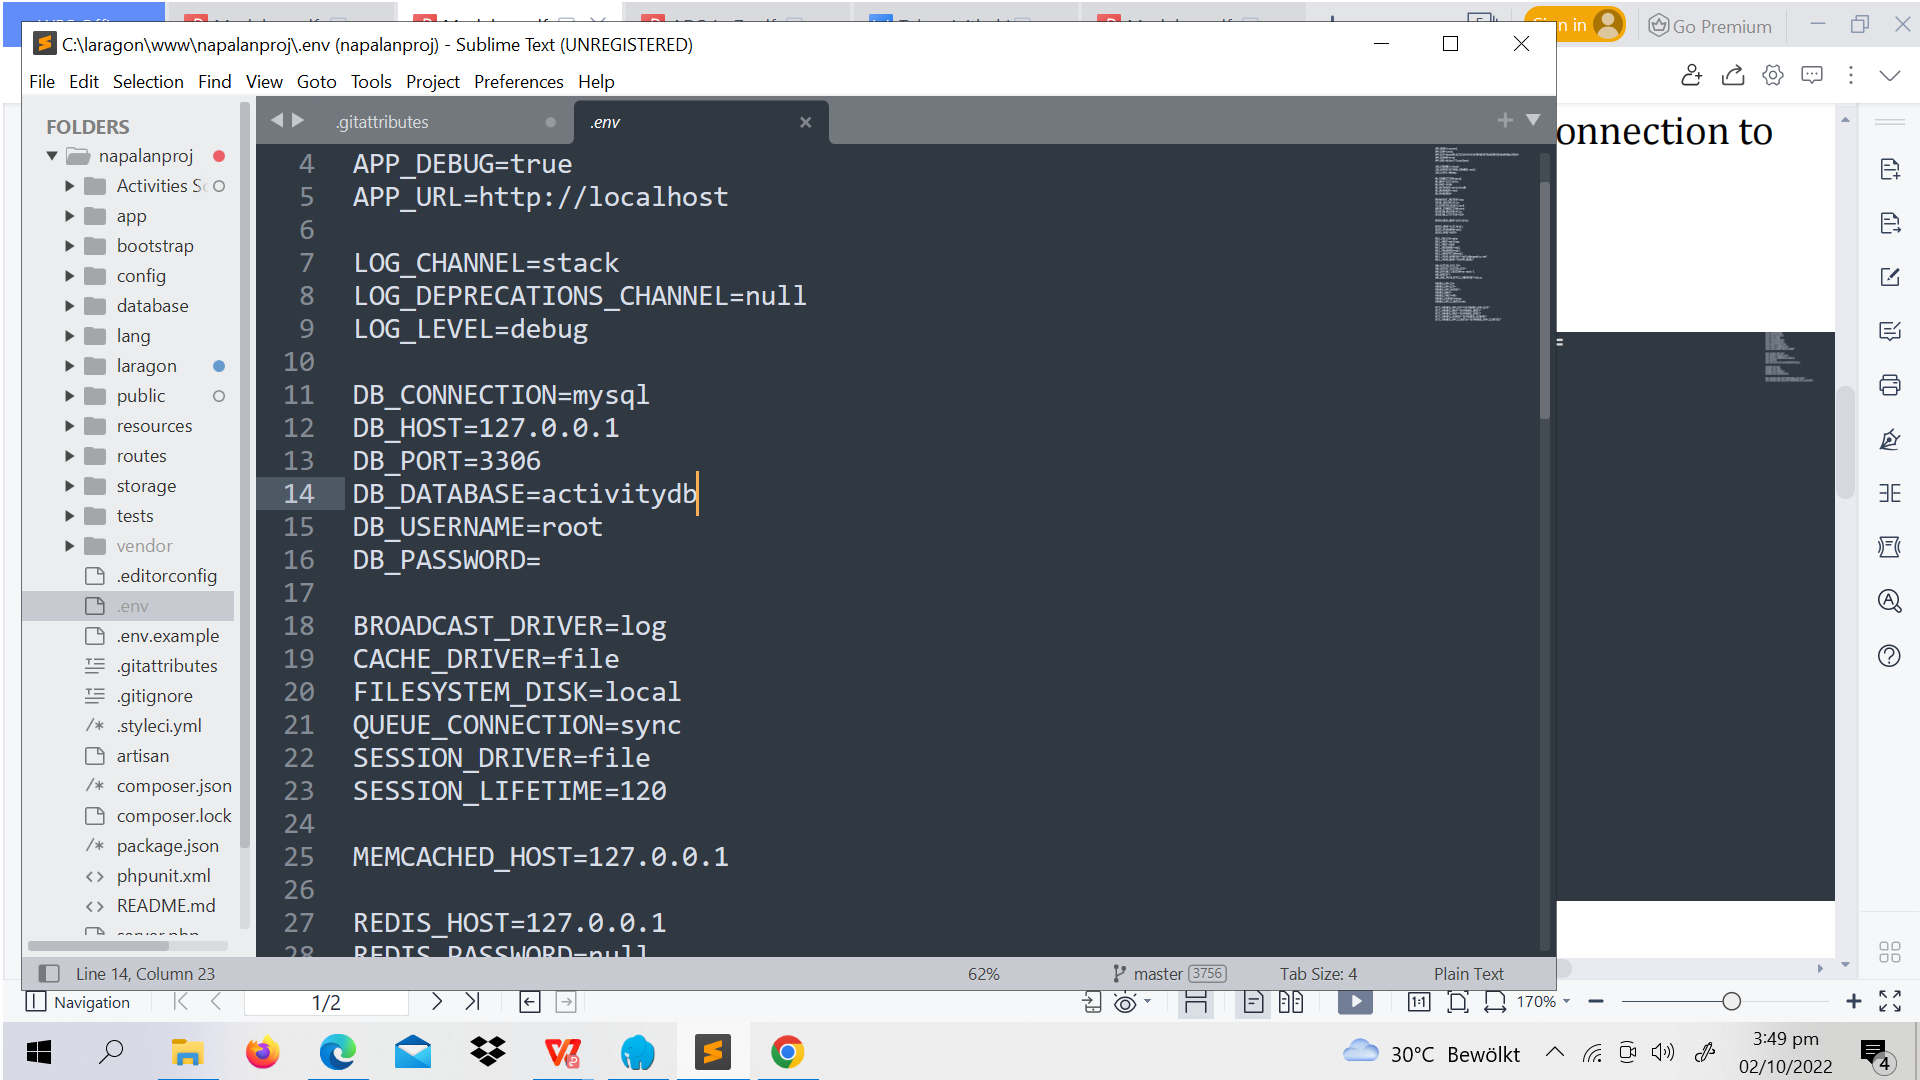 Sign in
Go Premium
C:\laragon\www\napalanproj\.env (napalanproj) - Sublime Text (UNREGISTERED)
File Edit Selection Find View Goto Tools Project Preferences Help
FOLDERS
napalanproj
Activities
app
bootstrap
config
database
lang
laragon
public
resources
routes
storage
tests
vendor
.editorconfig
.env
.env.example
.gitattributes
.gitignore
.styleci.yml
artisan
composer.json
composer.lock
package.json
phpunit.xml
README.md
server.php
.gitattributes
.env
4 APP_DEBUG=true
5 APP_URL=http://localhost
6
7 LOG_CHANNEL=stack
8 LOG_DEPRECATIONS_CHANNEL=null
9 LOG_LEVEL=debug
10
11 DB_CONNECTION=mysql
12 DB_HOST=127.0.0.1
13 DB_PORT=3306
14 DB_DATABASE=activitydb
15 DB_USERNAME=root
16 DB_PASSWORD=
17
18 BROADCAST_DRIVER=log
19 CACHE_DRIVER=file
20 FILESYSTEM_DISK=local
21 QUEUE_CONNECTION=sync
22 SESSION_DRIVER=file
23 SESSION_LIFETIME=120
24
25 MEMCACHED_HOST=127.0.0.1
26
27 REDIS_HOST=127.0.0.1
28 REDIS_PASSWORD=null
onnection to
=
Line 14, Column 23
62%
master 3756
Tab Size: 4
Plain Text
Navigation
1/2
1:1
170%
30°C Bewölkt
3:49 pm
02/10/2022
4